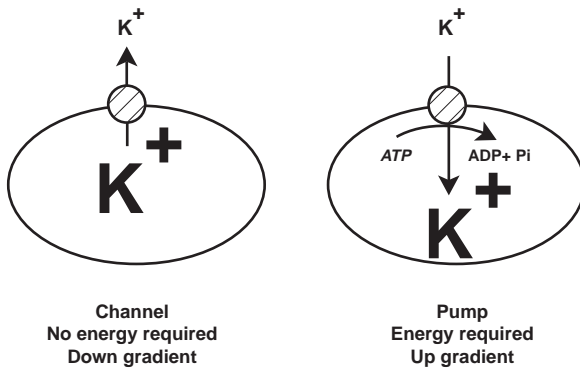 K+
K+
Channel
No energy required
Down gradient
K+
ATP
ADP+ Pi
K+
Pump
Energy required
Up gradient